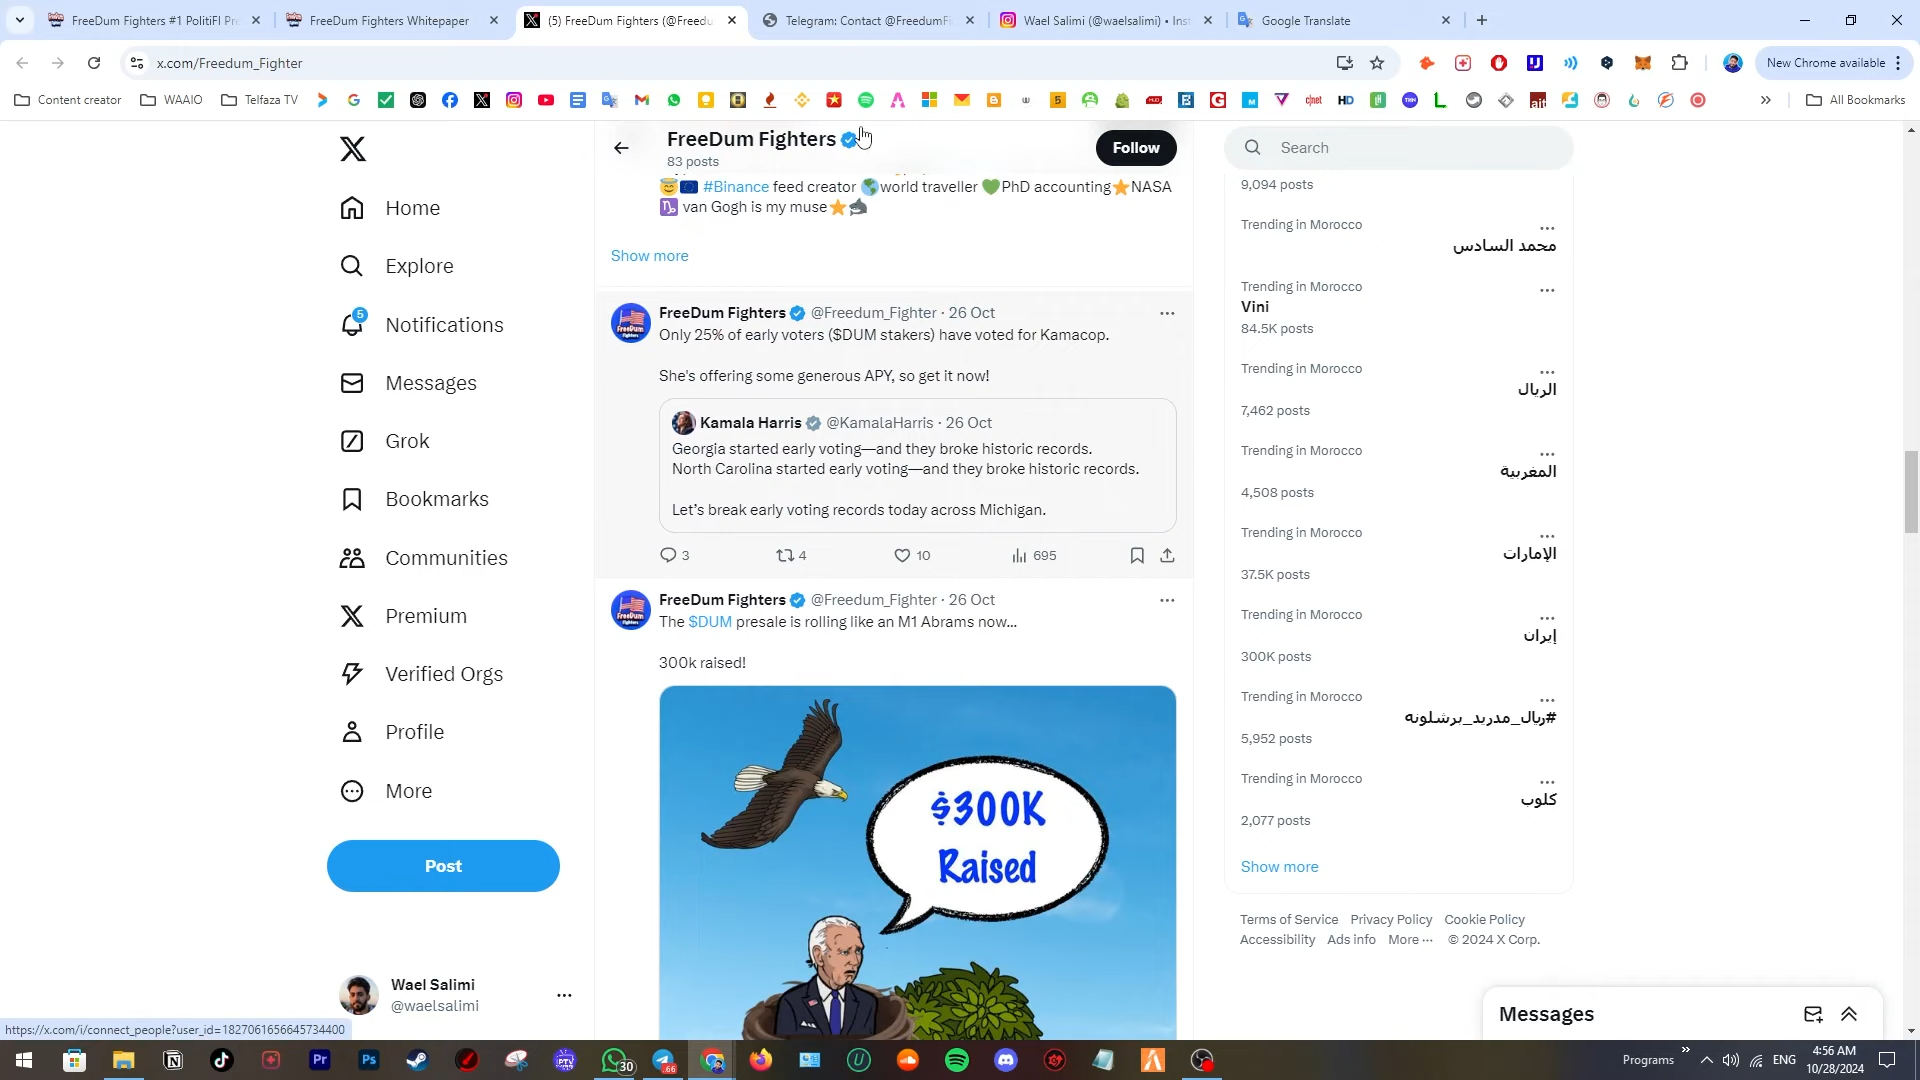 FreeDum Fighters #1 PolitiFI Pre
FreeDum Fighters Whitepaper
(5) FreeDum Fighters (@Freedu
Telegram: Contact @FreedumFi
Wael Salimi (@waelsalimi) • Inst
Google Translate
x.com/Freedum_Fighter
New Chrome available
Content creator
WAAIO
Telfaza TV
All Bookmarks
FreeDum Fighters
83 posts
Follow
Search
#Binance feed creator world traveller PhD accounting NASA
van Gogh is my muse
Show more
Home
Explore
5
Notifications
Messages
Grok
Bookmarks
Communities
Premium
Verified Orgs
Profile
More
Post
Wael Salimi
@waelsalimi
FreeDum Fighters @Freedum_Fighter · 26 Oct
Only 25% of early voters ($DUM stakers) have voted for Kamacop.
She's offering some generous APY, so get it now!
Kamala Harris @KamalaHarris · 26 Oct
Georgia started early voting—and they broke historic records.
North Carolina started early voting—and they broke historic records.
Let’s break early voting records today across Michigan.
3
4
10
695
FreeDum Fighters @Freedum_Fighter · 26 Oct
The $DUM presale is rolling like an M1 Abrams now...
300k raised!
$300K
Raised
9,094 posts
Trending in Morocco
محمد السادس
Trending in Morocco
Vini
84.5K posts
Trending in Morocco
الريال
7,462 posts
Trending in Morocco
المغربية
4,508 posts
Trending in Morocco
الإمارات
37.5K posts
Trending in Morocco
إيران
300K posts
Trending in Morocco
#ريال_مدريد_برشلونه
5,952 posts
Trending in Morocco
كلوب
2,077 posts
Show more
Terms of Service Privacy Policy Cookie Policy
Accessibility Ads info More ··· © 2024 X Corp.
Messages
https://x.com/i/connect_people?user_id=1827061656645734400
30
.66
Programs
ENG
4:56 AM
10/28/2024